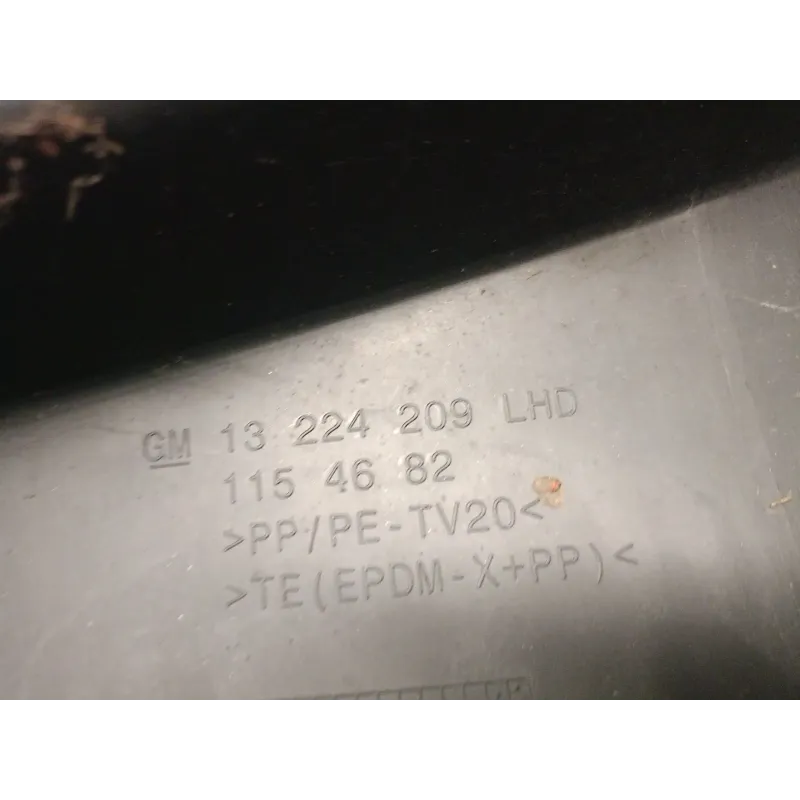 GM 13 224 209 LHD
115 46 82
>PP/PE-TV20<
>TE(EPDM-X+PP)<